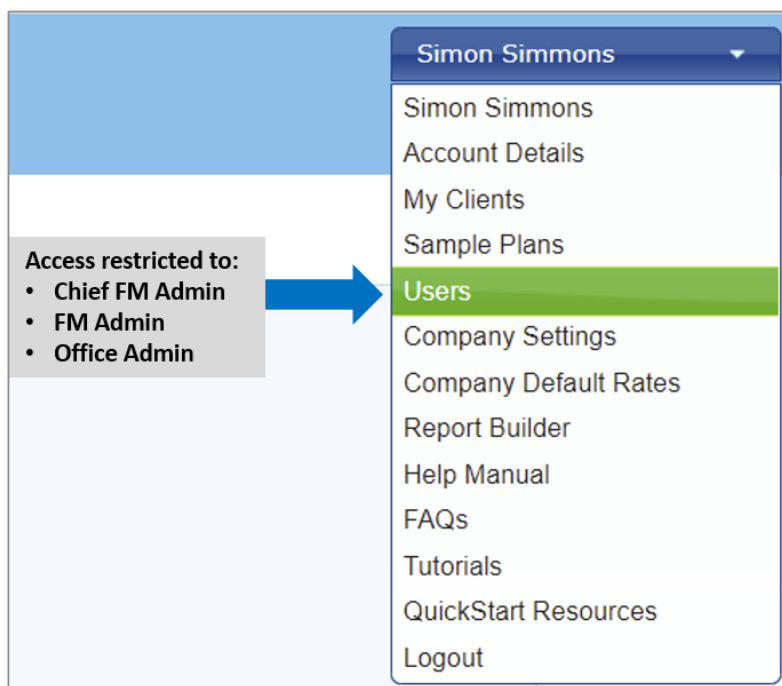 Simon Simmons
Simon Simmons
Account Details
My Clients
Sample Plans
Access restricted to:
• Chief FM Admin
• FM Admin
• Office Admin
Users
Company Settings
Company Default Rates
Report Builder
Help Manual
FAQs
Tutorials
QuickStart Resources
Logout